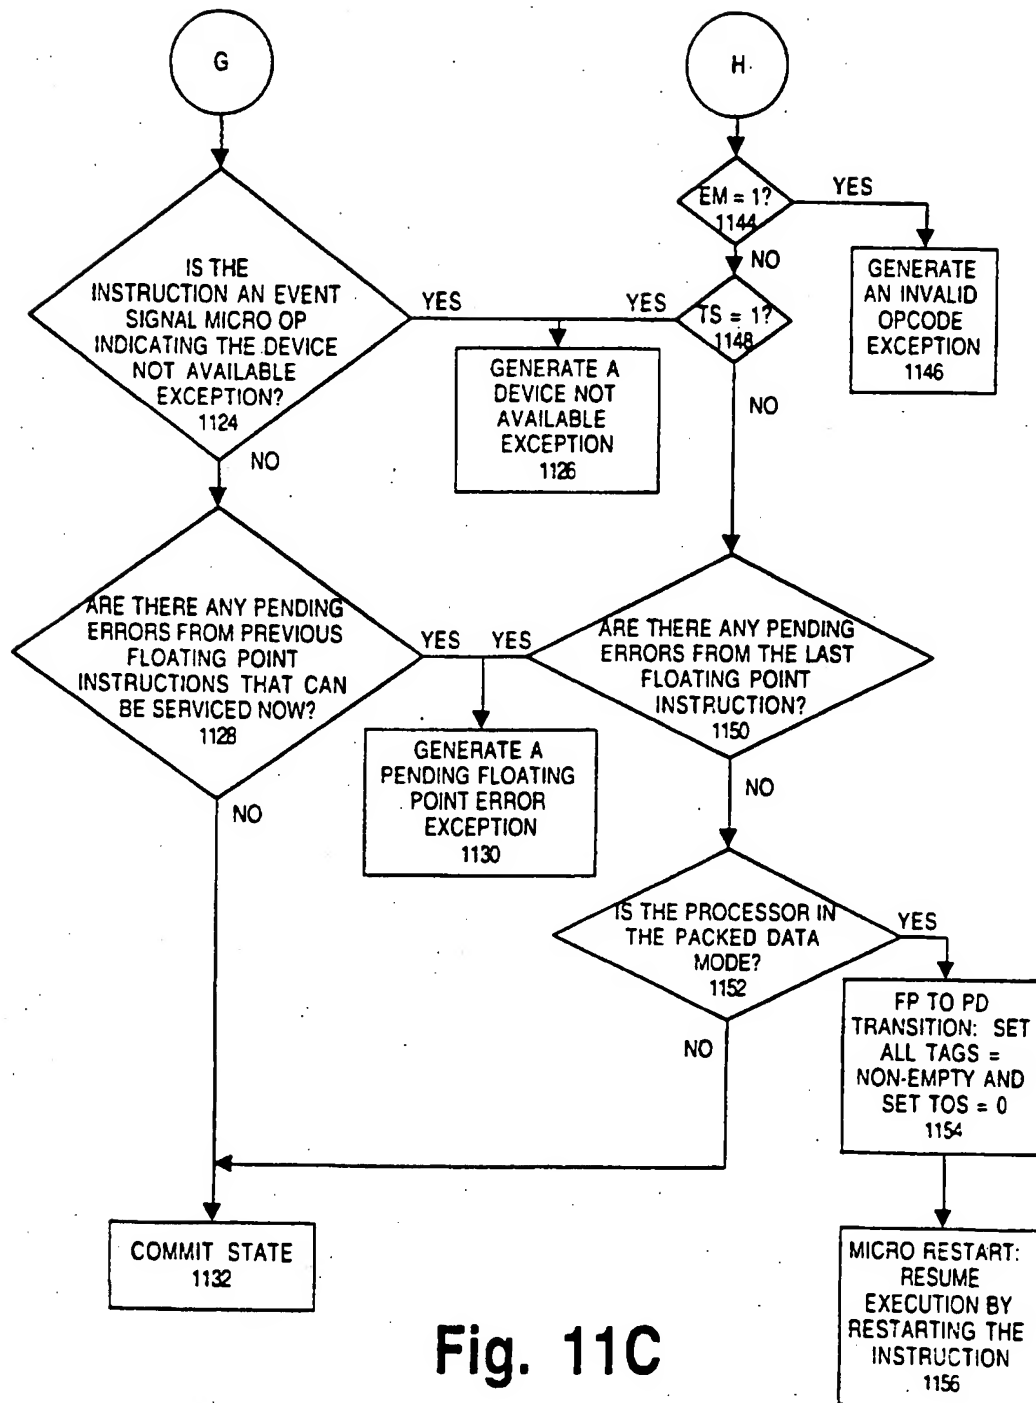 G
H
EM = 1?
1144
YES
NO
GENERATE
AN INVALID
OPCODE
EXCEPTION
1146
IS THE
INSTRUCTION AN EVENT
SIGNAL MICRO OP
INDICATING THE DEVICE
NOT AVAILABLE
EXCEPTION?
1124
YES
YES
TS = 1?
1148
NO
NO
GENERATE A
DEVICE NOT
AVAILABLE
EXCEPTION
1126
ARE THERE ANY PENDING
ERRORS FROM PREVIOUS
FLOATING POINT
INSTRUCTIONS THAT CAN
BE SERVICED NOW?
1128
YES
YES
NO
ARE THERE ANY PENDING
ERRORS FROM THE LAST
FLOATING POINT
INSTRUCTION?
1150
NO
GENERATE A
PENDING FLOATING
POINT ERROR
EXCEPTION
1130
IS THE PROCESSOR IN
THE PACKED DATA
MODE?
1152
YES
NO
FP TO PD
TRANSITION: SET
ALL TAGS =
NON-EMPTY AND
SET TOS = 0
1154
COMMIT STATE
1132
MICRO RESTART:
RESUME
EXECUTION BY
RESTARTING THE
INSTRUCTION
1156
Fig. 11C